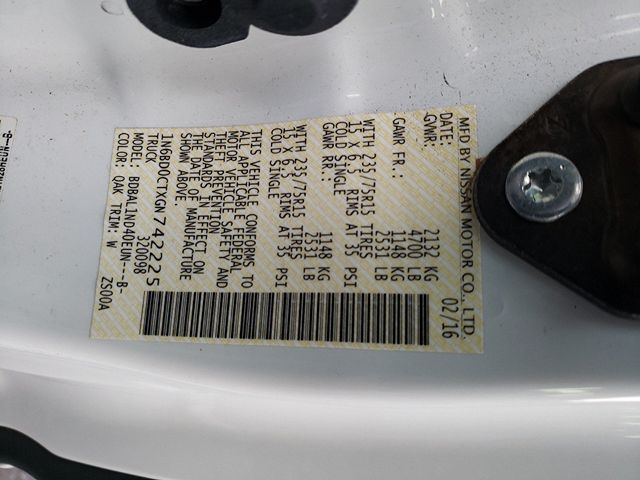 MFD BY NISSAN MOTOR CO., LTD.
DATE: 02/16
GVWR: 2132 KG
4700 LB
GAWR FR.: 1148 KG
2531 LB
WITH 235/75R15 TIRES
15 X 6.5 RIMS AT 35 PSI
COLD SINGLE
GAWR RR.: 1148 KG
2531 LB
WITH 235/75R15 TIRES
15 X 6.5 RIMS AT 35 PSI
COLD SINGLE
THIS VEHICLE CONFORMS TO
ALL APPLICABLE FEDERAL
MOTOR VEHICLE SAFETY AND
THEFT PREVENTION
STANDARDS IN EFFECT ON
THE DATE OF MANUFACTURE
SHOWN ABOVE.
1N6BD0CTXGN742225
TRUCK 320098
MODEL: BDBALIND40EUN---B-
COLOR: QAK TRIM: W Z500A